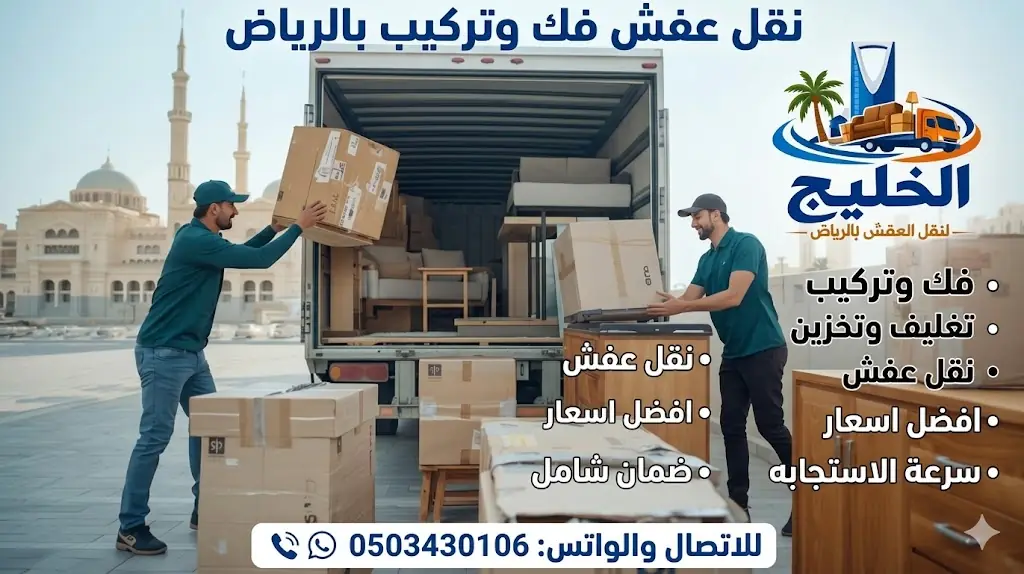 نقل عفش فك وتركيب بالرياض
الخليج
لنقل العفش بالرياض
• فك وتركيب
• تغليف وتخزين
• نقل عفش
• افضل اسعار
• سرعة الاستجابه
• نقل عفش
• افضل اسعار
• ضمان شامل
للاتصال والواتس: 0503430106